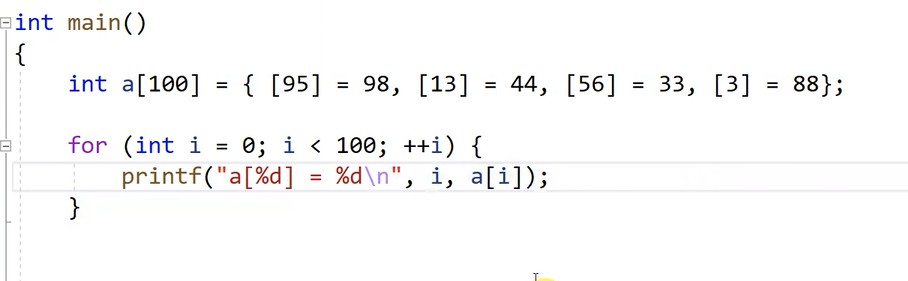 int main()
{
    int a[100] = { [95] = 98, [13] = 44, [56] = 33, [3] = 88};
    for (int i = 0; i < 100; ++i) {
        printf("a[%d] = %d\n", i, a[i]);
    }